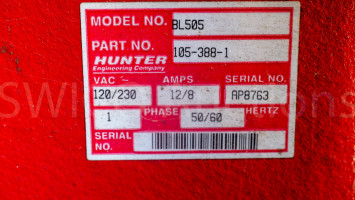 MODEL NO. BL505
PART NO. 105-388-1
HUNTER
Engineering Company
VAC AMPS SERIAL NO.
120/230 12/8 AP8763
1 PHASE 50/60 HERTZ
SERIAL NO.